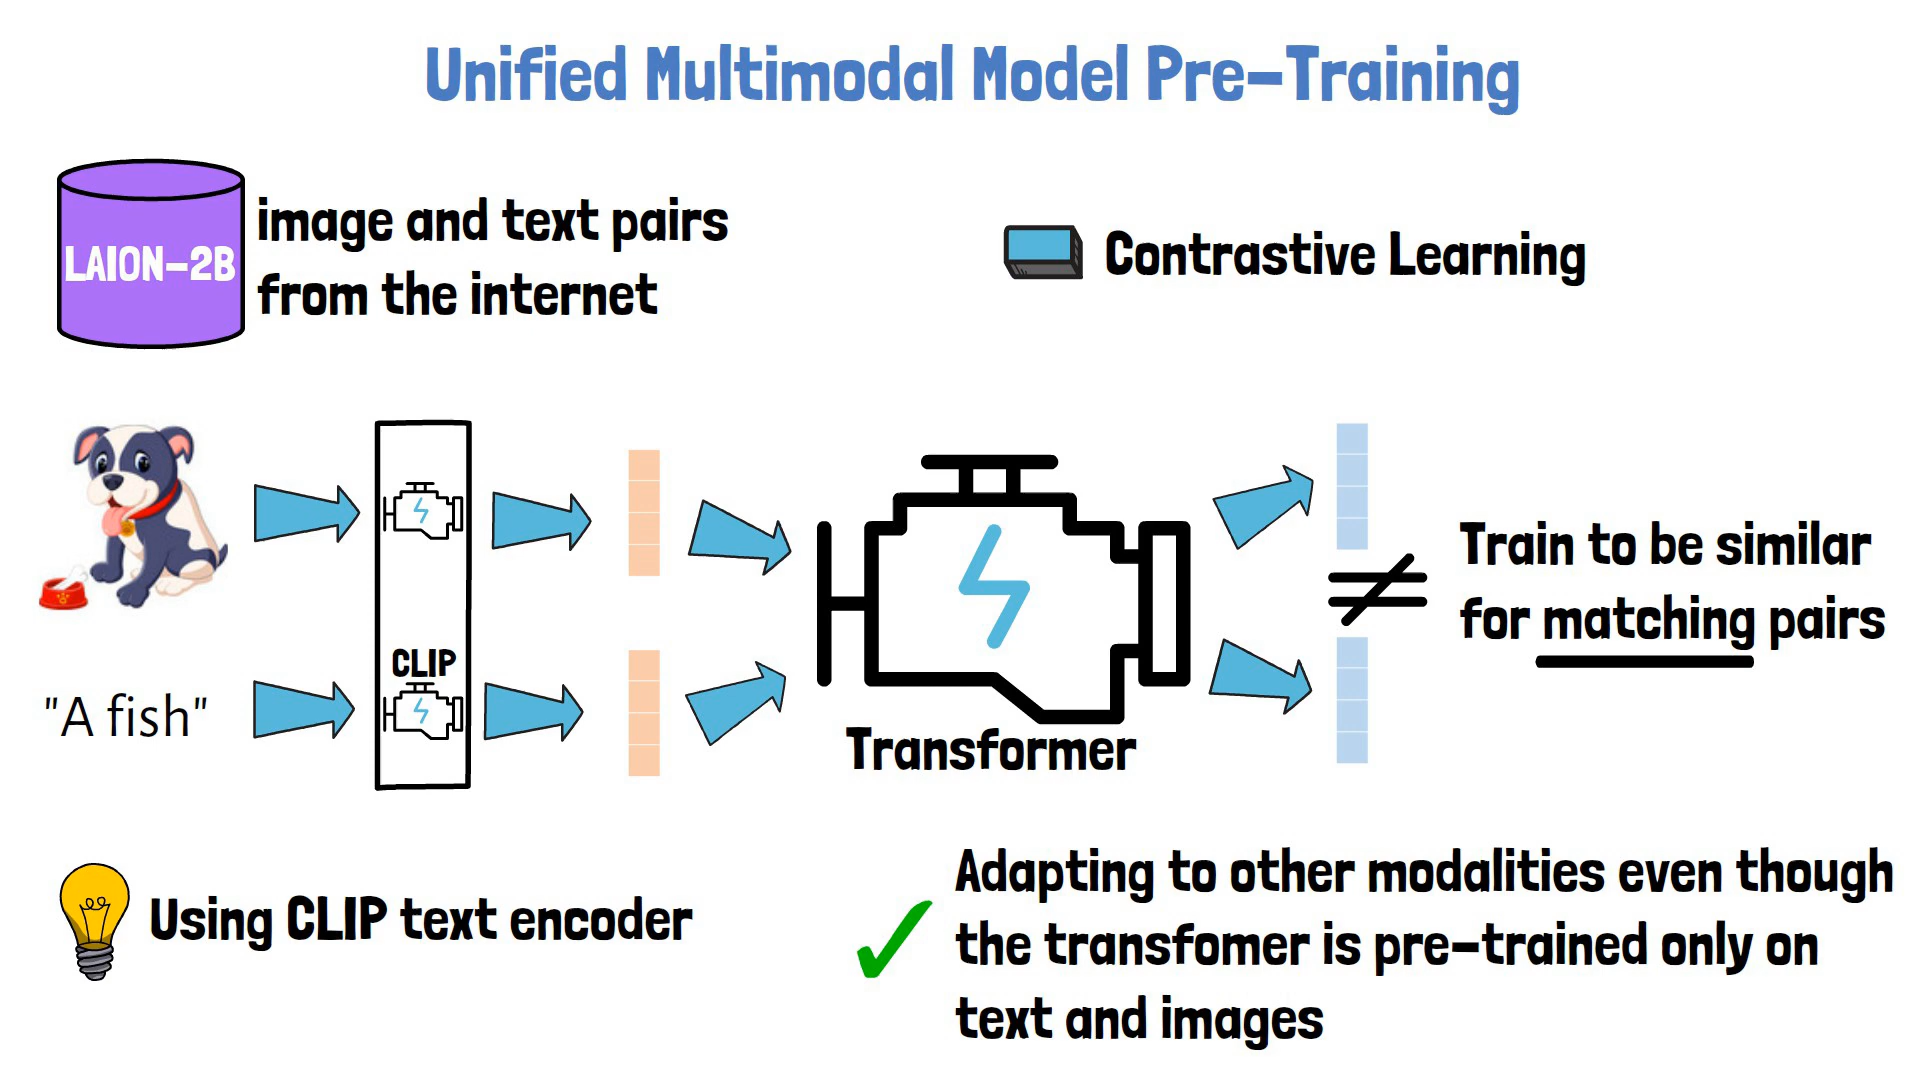 Unified Multimodal Model Pre-Training
LAION-2B
image and text pairs
from the internet
Contrastive Learning
CLIP
"A fish"
Transformer
Train to be similar
for matching pairs
Using CLIP text encoder
Adapting to other modalities even though
the transfomer is pre-trained only on
text and images